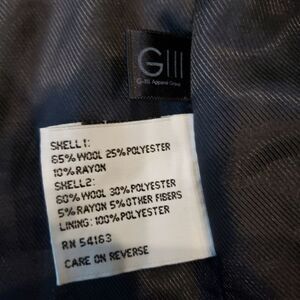 GIII
G-III Apparel Group
SHELL1:
65%WOOL 25%POLYESTER
10%RAYON
SHELL2:
60%WOOL 30%POLYESTER
5%RAYON 5%OTHER FIBERS
LINING: 100%POLYESTER
RN 54163
CARE ON REVERSE